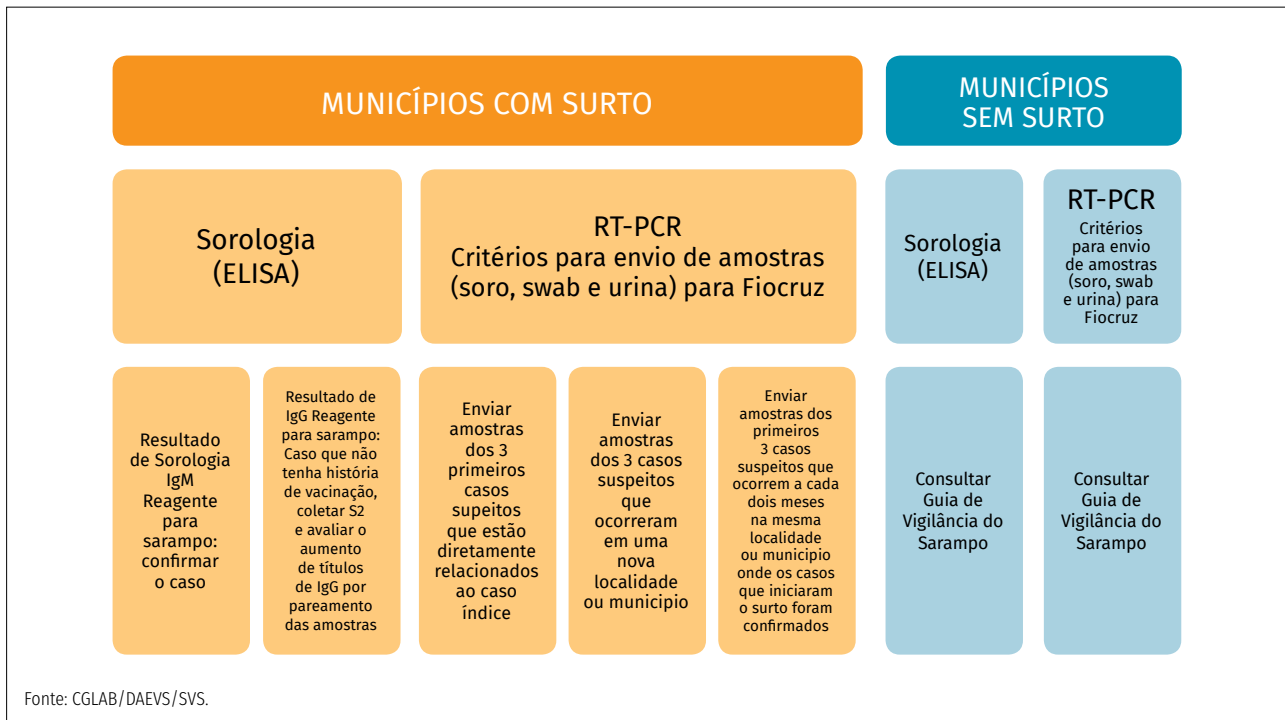 MUNICÍPIOS COM SURTO
MUNICÍPIOS
SEM SURTO
Sorologia
(ELISA)
RT-PCR
Critérios para envio de amostras
(soro, swab e urina) para Fiocruz
Sorologia
(ELISA)
RT-PCR
Critérios
para envio
de amostras
(soro, swab
e urina) para
Fiocruz
Resultado
de Sorologia
IgM
Reagente
para
sarampo:
confirmar
o caso
Resultado de
IgG Reagente
para sarampo:
Caso que não
tenha história
de vacinação,
coletar S2
e avaliar o
aumento
de títulos
de IgG por
pareamento
das amostras
Enviar
amostras
dos 3
primeiros
casos
supeitos
que estão
diretamente
relacionados
ao caso
índice
Enviar
amostras
dos 3 casos
suspeitos
que
ocorreram
em uma
nova
localidade
ou municipio
Enviar
amostras dos
primeiros
3 casos
suspeitos que
ocorrem a cada
dois meses
na mesma
localidade
ou municipio
onde os casos
que iniciaram
o surto foram
confirmados
Consultar
Guia de
Vigilância do
Sarampo
Consultar
Guia de
Vigilância do
Sarampo
Fonte: CGLAB/DAEVS/SVS.